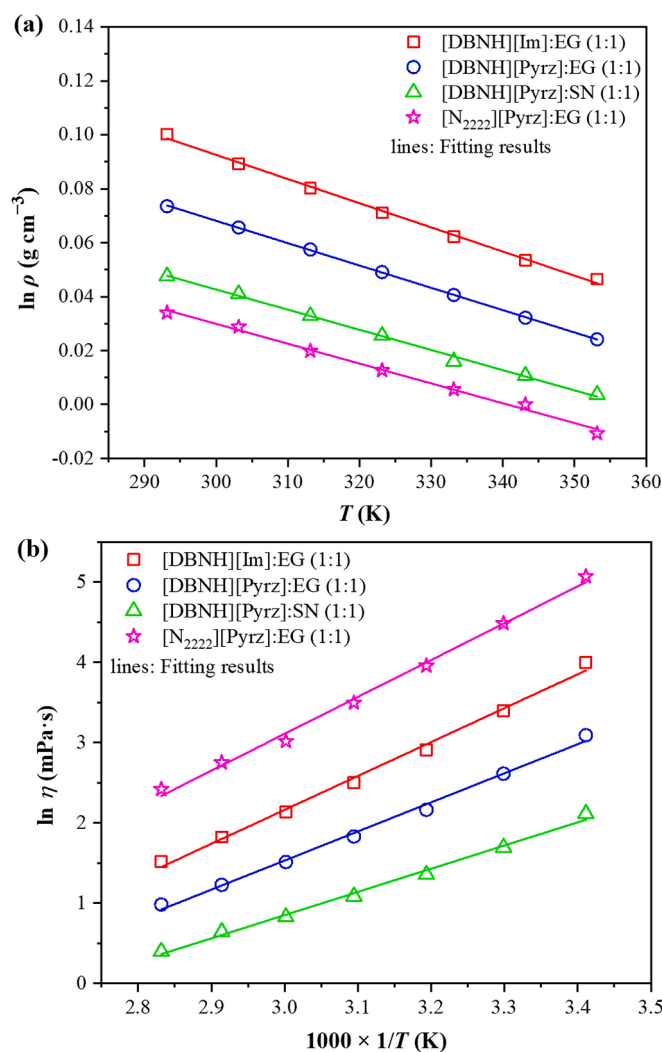 (a)
0.14
0.12
0.10
0.08
0.06
0.04
0.02
0.00
-0.02
ln ρ (g cm⁻³)
[DBNH][Im]:EG (1:1)
[DBNH][Pyrz]:EG (1:1)
[DBNH][Pyrz]:SN (1:1)
[N₂₂₂₂][Pyrz]:EG (1:1)
lines: Fitting results
290 300 310 320 330 340 350 360
T (K)
(b)
5
4
3
2
1
0
ln η (mPa·s)
[DBNH][Im]:EG (1:1)
[DBNH][Pyrz]:EG (1:1)
[DBNH][Pyrz]:SN (1:1)
[N₂₂₂₂][Pyrz]:EG (1:1)
lines: Fitting results
2.8 2.9 3.0 3.1 3.2 3.3 3.4 3.5
1000 × 1/T (K)